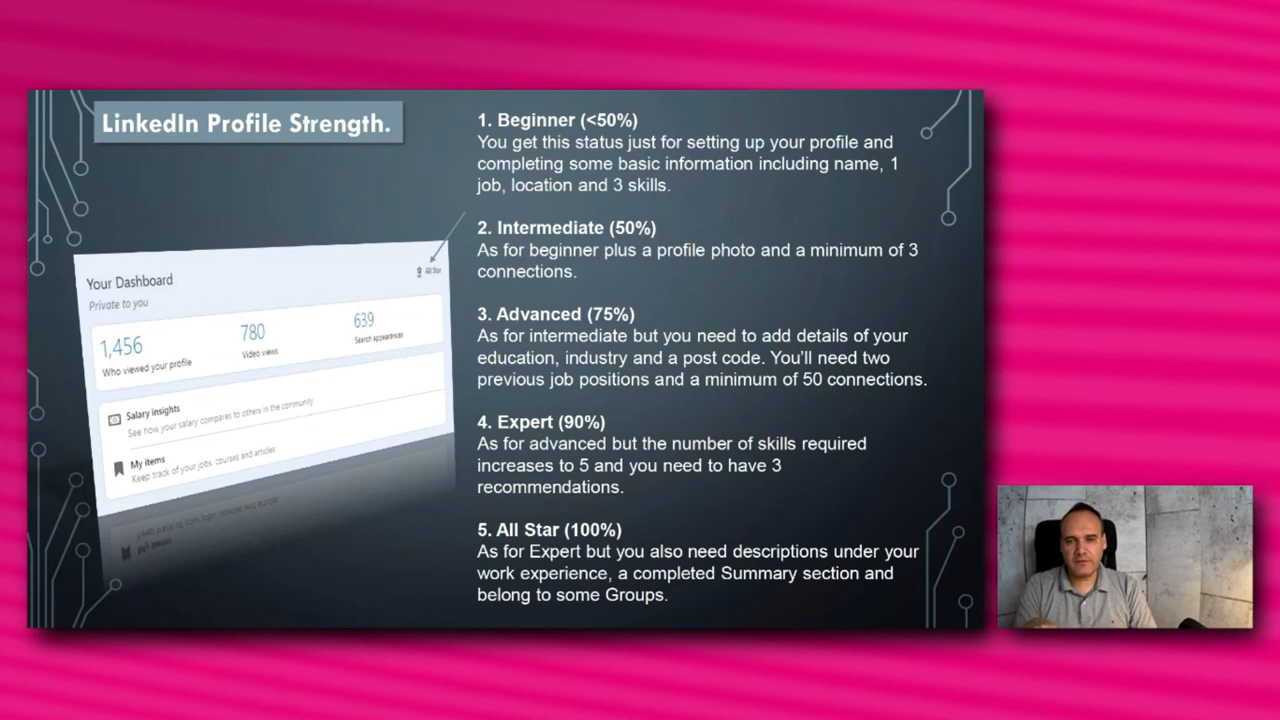 LinkedIn Profile Strength.
1. Beginner (<50%)
You get this status just for setting up your profile and
completing some basic information including name, 1
job, location and 3 skills.
2. Intermediate (50%)
As for beginner plus a profile photo and a minimum of 3
connections.
3. Advanced (75%)
As for intermediate but you need to add details of your
education, industry and a post code. You'll need two
previous job positions and a minimum of 50 connections.
4. Expert (90%)
As for advanced but the number of skills required
increases to 5 and you need to have 3
recommendations.
5. All Star (100%)
As for Expert but you also need descriptions under your
work experience, a completed Summary section and
belong to some Groups.
Your Dashboard
Private to you
All Star
1,456
Who viewed your profile
780
Video views
639
Search appearances
Salary insights
See how your salary compares to others in the community
My items
Keep track of your jobs, courses and articles